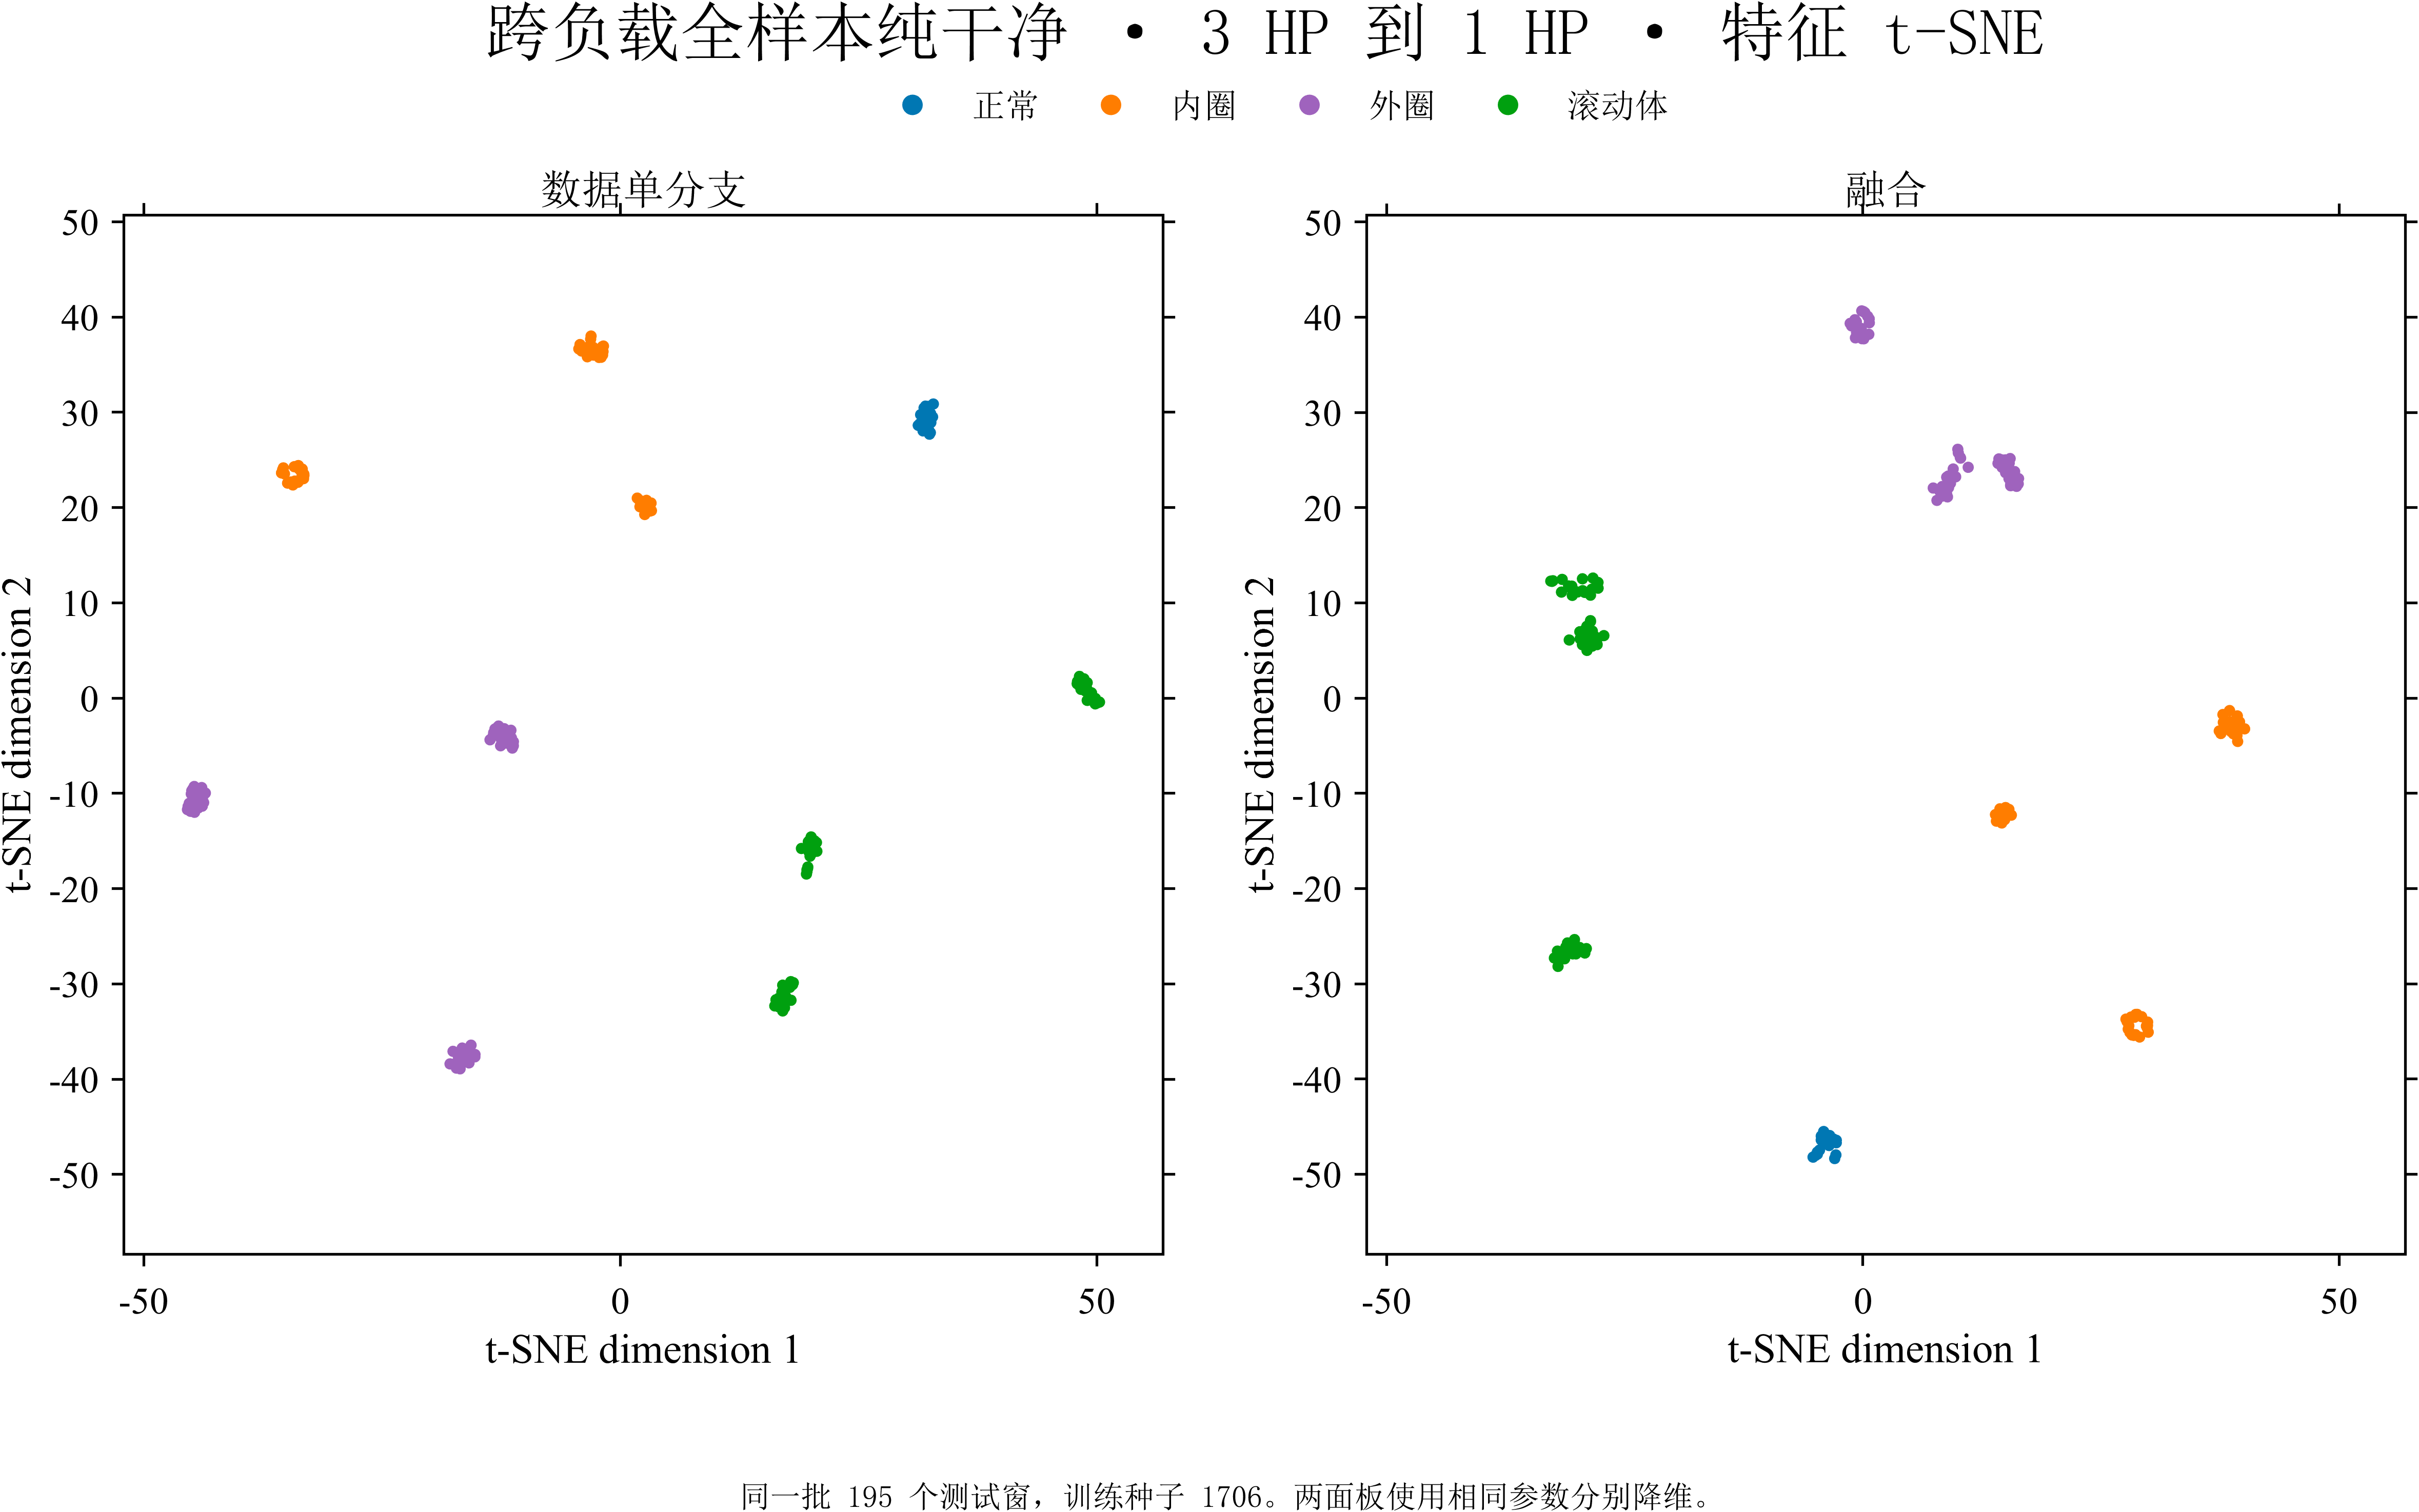 跨负载全样本纯干净 · 3 HP 到 1 HP · 特征 t-SNE
正常 内圈 外圈 滚动体
数据单分支
50
40
30
20
10
0
-10
-20
-30
-40
-50
t-SNE dimension 2
-50 0 50
t-SNE dimension 1
融合
50
40
30
20
10
0
-10
-20
-30
-40
-50
t-SNE dimension 2
-50 0 50
t-SNE dimension 1
同一批 195 个测试窗，训练种子 1706。两面板使用相同参数分别降维。